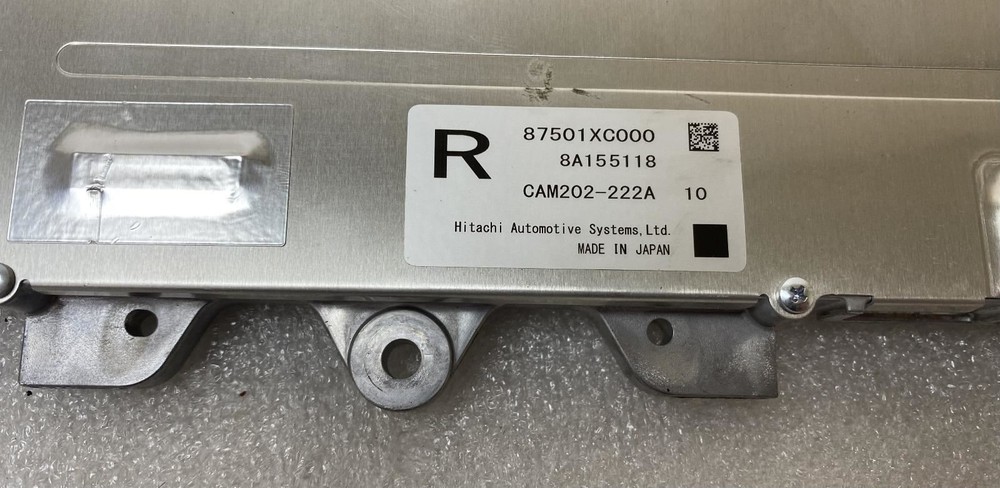 R
87501XC000
8A155118
CAM202-222A 10
Hitachi Automotive Systems,Ltd.
MADE IN JAPAN